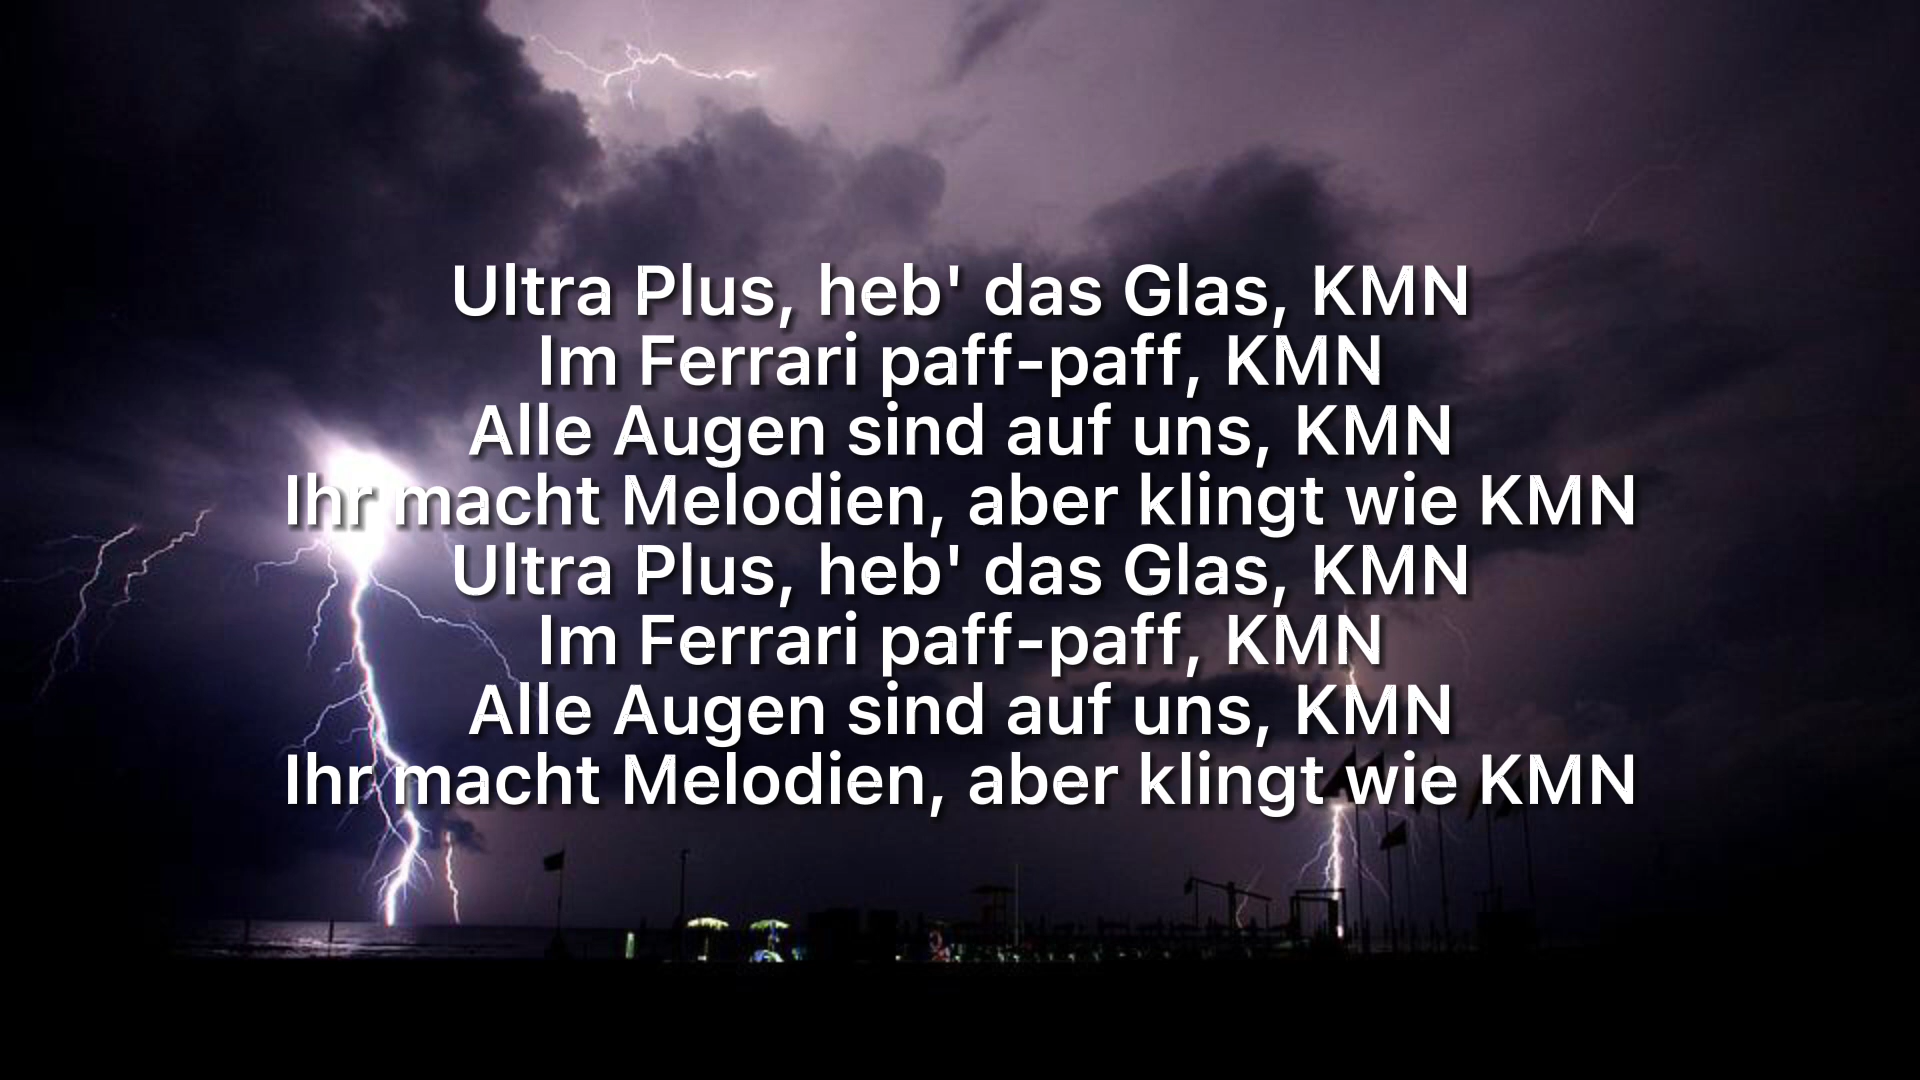 Ultra Plus, heb' das Glas, KMN
Im Ferrari paff-paff, KMN
Alle Augen sind auf uns, KMN
Ihr macht Melodien, aber klingt wie KMN
Ultra Plus, heb' das Glas, KMN
Im Ferrari paff-paff, KMN
Alle Augen sind auf uns, KMN
Ihr macht Melodien, aber klingt wie KMN